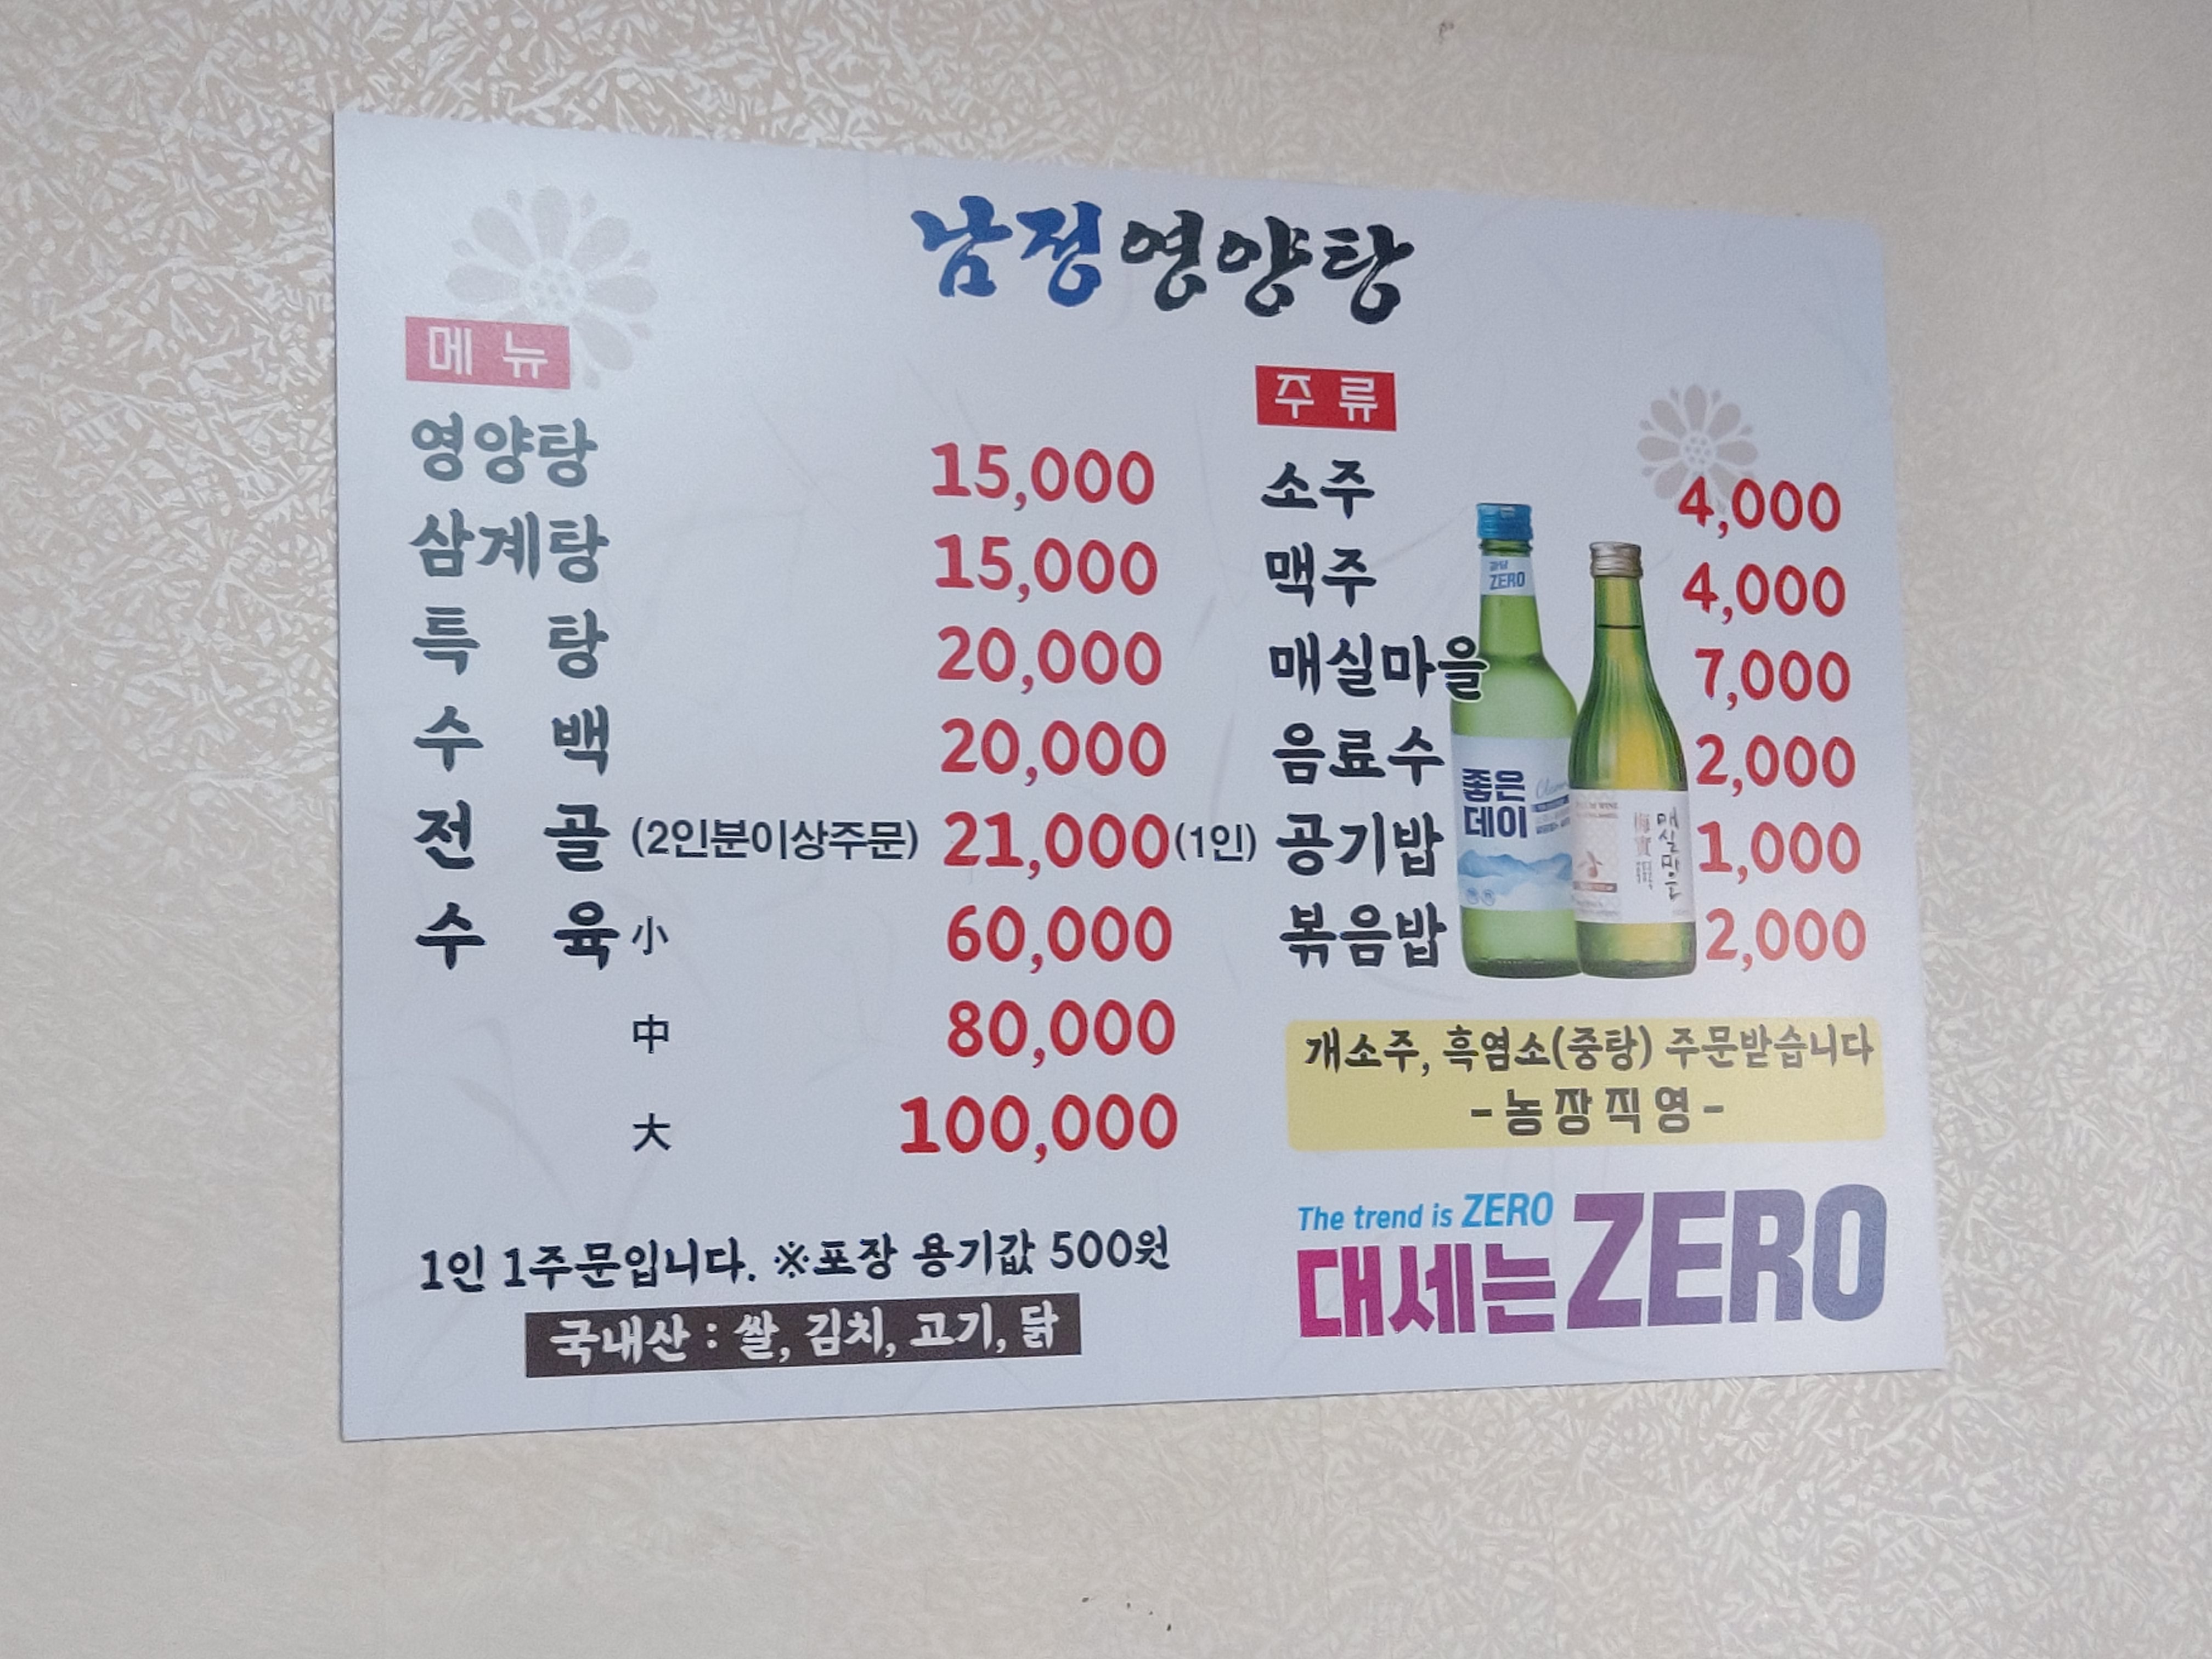 남정영양탕
메뉴
영양탕 15,000
삼계탕 15,000
특 탕 20,000
수 백 20,000
전 골 (2인분이상주문) 21,000(1인)
수 육 小 60,000
中 80,000
大 100,000
1인 1주문입니다. ※포장 용기값 500원
국내산 : 쌀, 김치, 고기, 닭
주류
소주 4,000
맥주 4,000
매실마을 7,000
음료수 2,000
공기밥 1,000
볶음밥 2,000
ZERO
좋은
데이
매실마을
梅實
개소주, 흑염소(중탕) 주문받습니다
-농장직영-
The trend is ZERO
대세는 ZERO